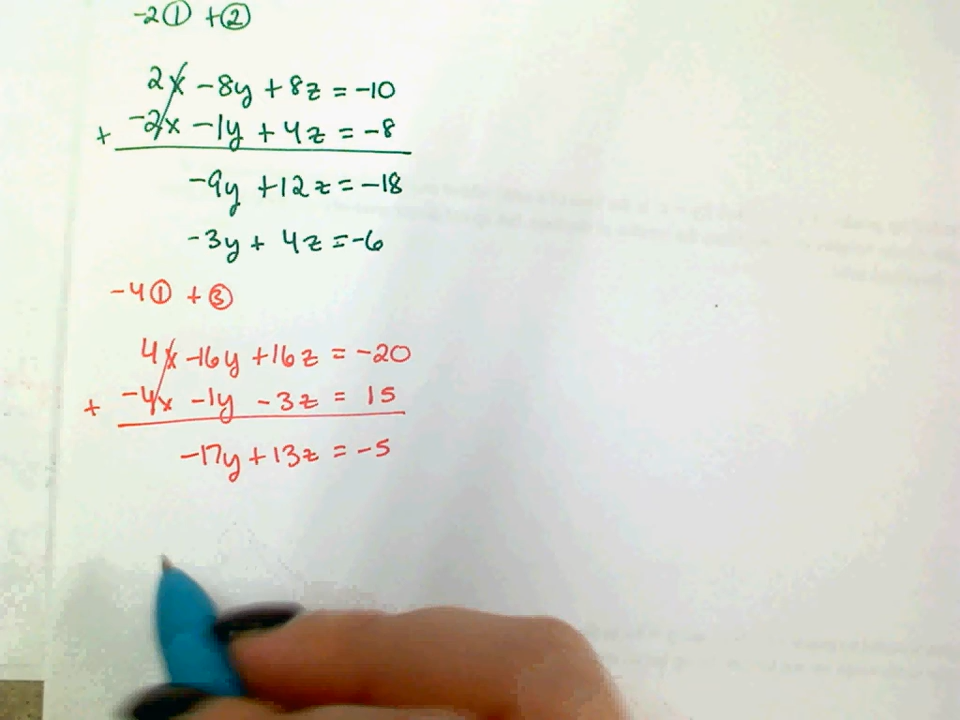 -2① +②
2x -8y + 8z = -10
+ -2x -1y + 4z = -8
-9y +12z = -18
-3y + 4z = -6
-4① + ③
4x -16y +16z = -20
+ -4x -1y -3z = 15
-17y + 13z = -5